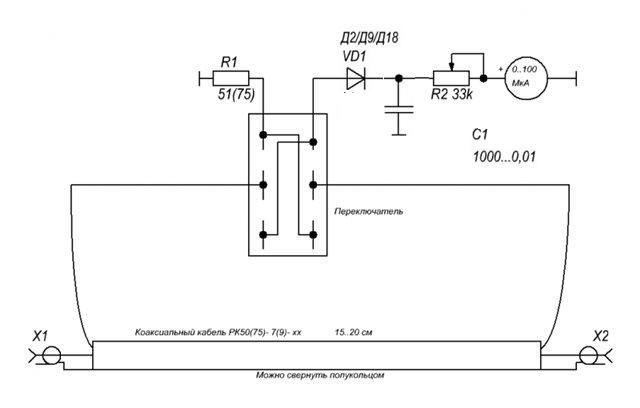 Д2/Д9/Д18
R1
VD1
+ 0..100
МкА
51(75)
R2 33k
C1
1000...0,01
Переключатель
X1
Коаксиальный кабель РК50(75)- 7(9)- хх 15..20 см
X2
Можно свернуть полукольцом